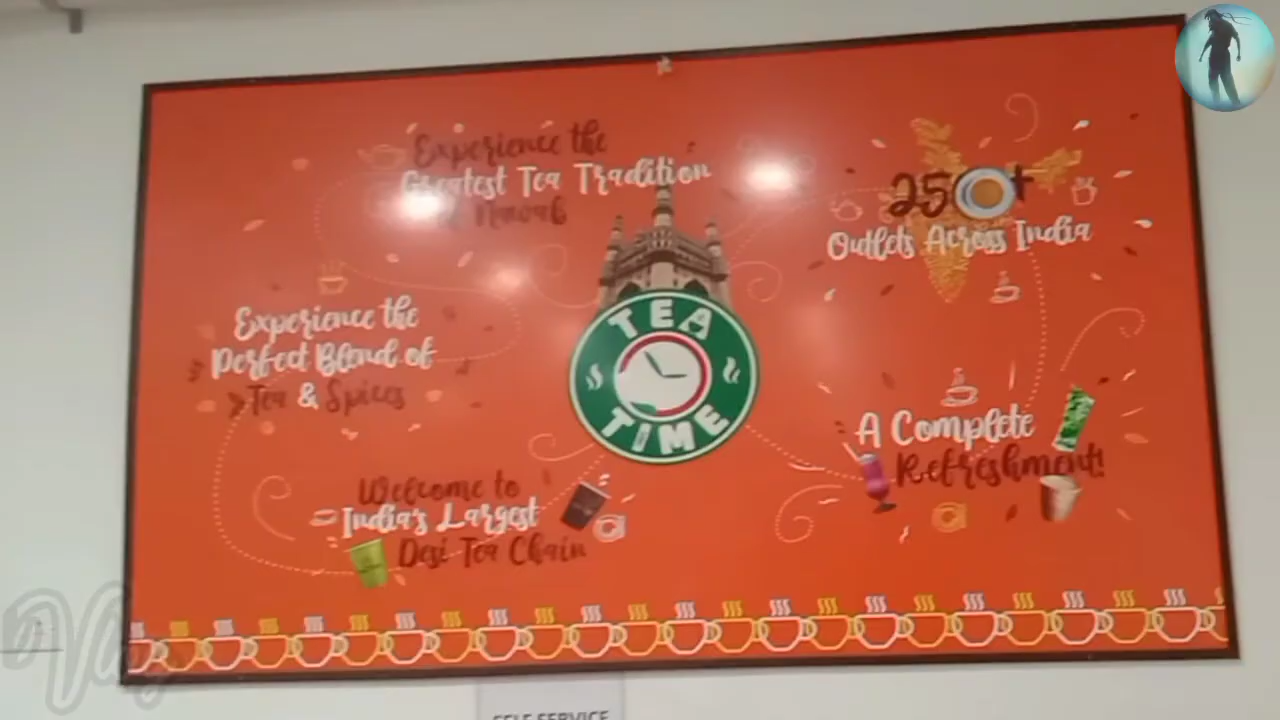 Experience the
Greatest Tea Tradition
Nawab
250+
Outlets Across India
TEA
TIME
Experience the
Perfect Blend of
Tea & Spices
A Complete
Refreshment!
Welcome to
India's Largest
Desi Tea Chain
SELF SERVICE